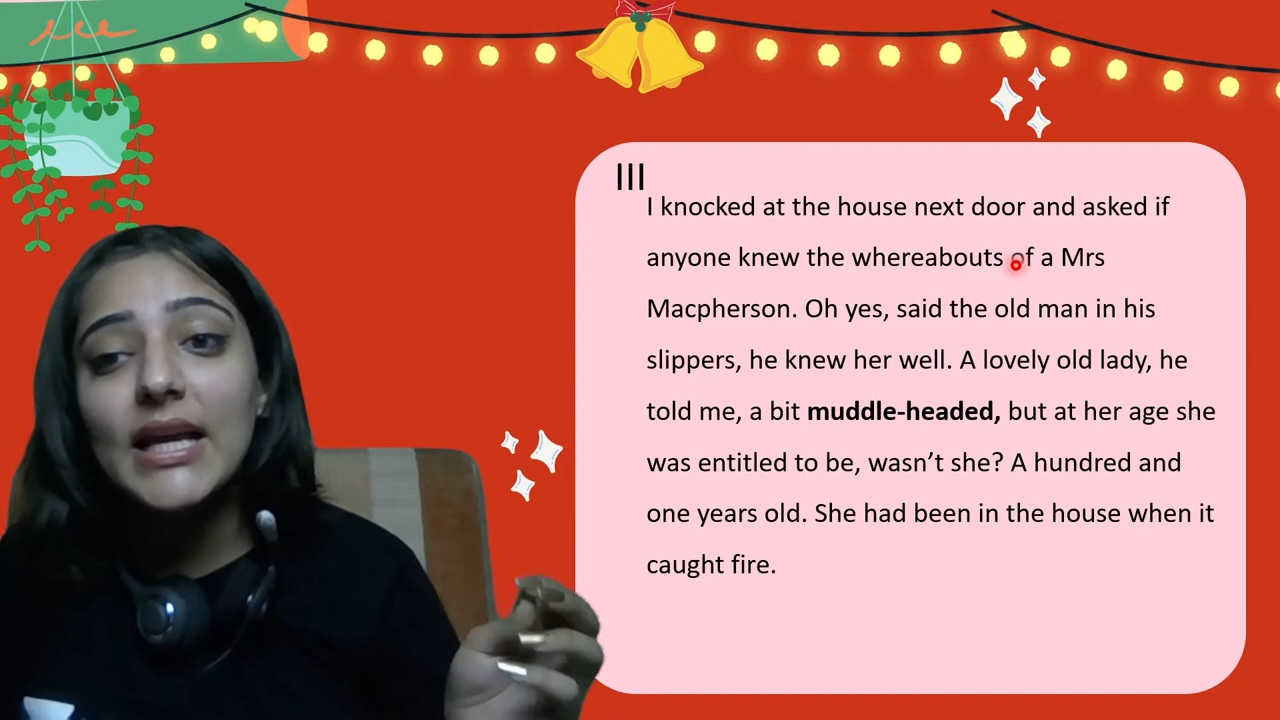 III
I knocked at the house next door and asked if
anyone knew the whereabouts of a Mrs
Macpherson. Oh yes, said the old man in his
slippers, he knew her well. A lovely old lady, he
told me, a bit muddle-headed, but at her age she
was entitled to be, wasn’t she? A hundred and
one years old. She had been in the house when it
caught fire.